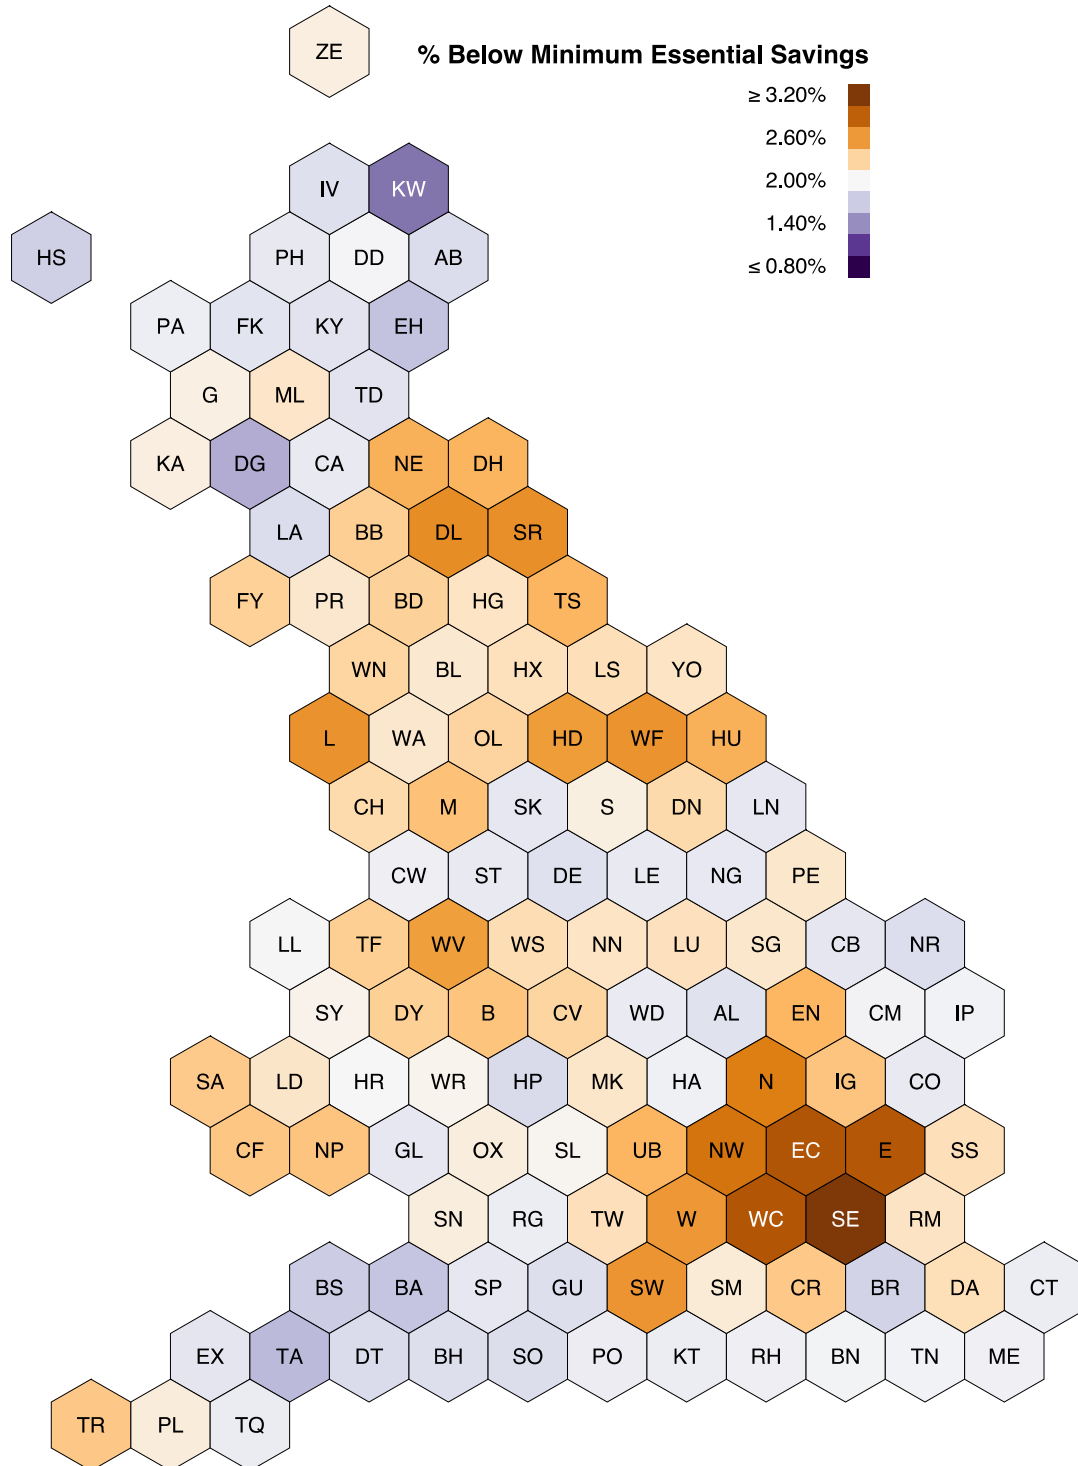 ZE
% Below Minimum Essential Savings
≥ 3.20%
2.60%
2.00%
1.40%
≤ 0.80%
IV KW
HS PH DD AB
PA FK KY EH
G ML TD
KA DG CA NE DH
LA BB DL SR
FY PR BD HG TS
WN BL HX LS YO
L WA OL HD WF HU
CH M SK S DN LN
CW ST DE LE NG PE
LL TF WV WS NN LU SG CB NR
SY DY B CV WD AL EN CM IP
SA LD HR WR HP MK HA N IG CO
CF NP GL OX SL UB NW EC E SS
SN RG TW W WC SE RM
BS BA SP GU SW SM CR BR DA CT
EX TA DT BH SO PO KT RH BN TN ME
TR PL TQ